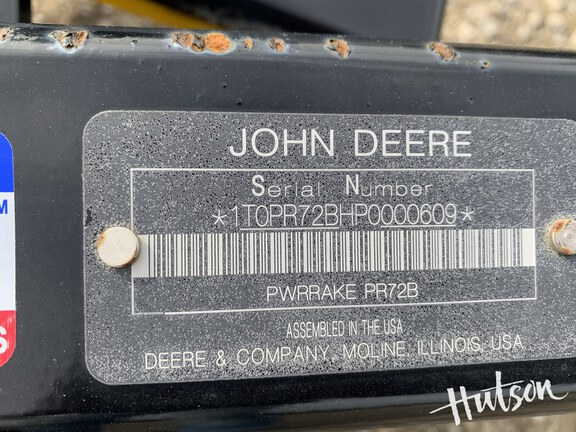 JOHN DEERE
Serial Number
*1T0PR72BHP0000609*
PWRRAKE PR72B
ASSEMBLED IN THE USA
DEERE & COMPANY, MOLINE, ILLINOIS, USA
M
S
Hutson